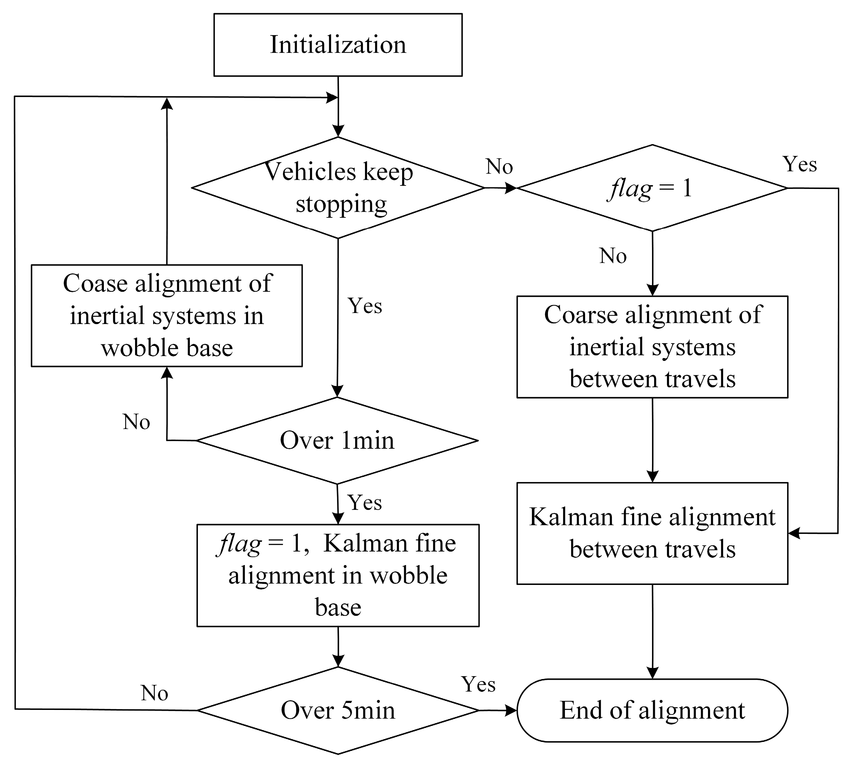 Initialization
Vehicles keep
stopping
No
flag = 1
Yes
No
Yes
Coase alignment of
inertial systems in
wobble base
Coarse alignment of
inertial systems
between travels
No
Over 1min
Yes
flag = 1, Kalman fine
alignment in wobble
base
Kalman fine alignment
between travels
No
Over 5min
Yes
End of alignment